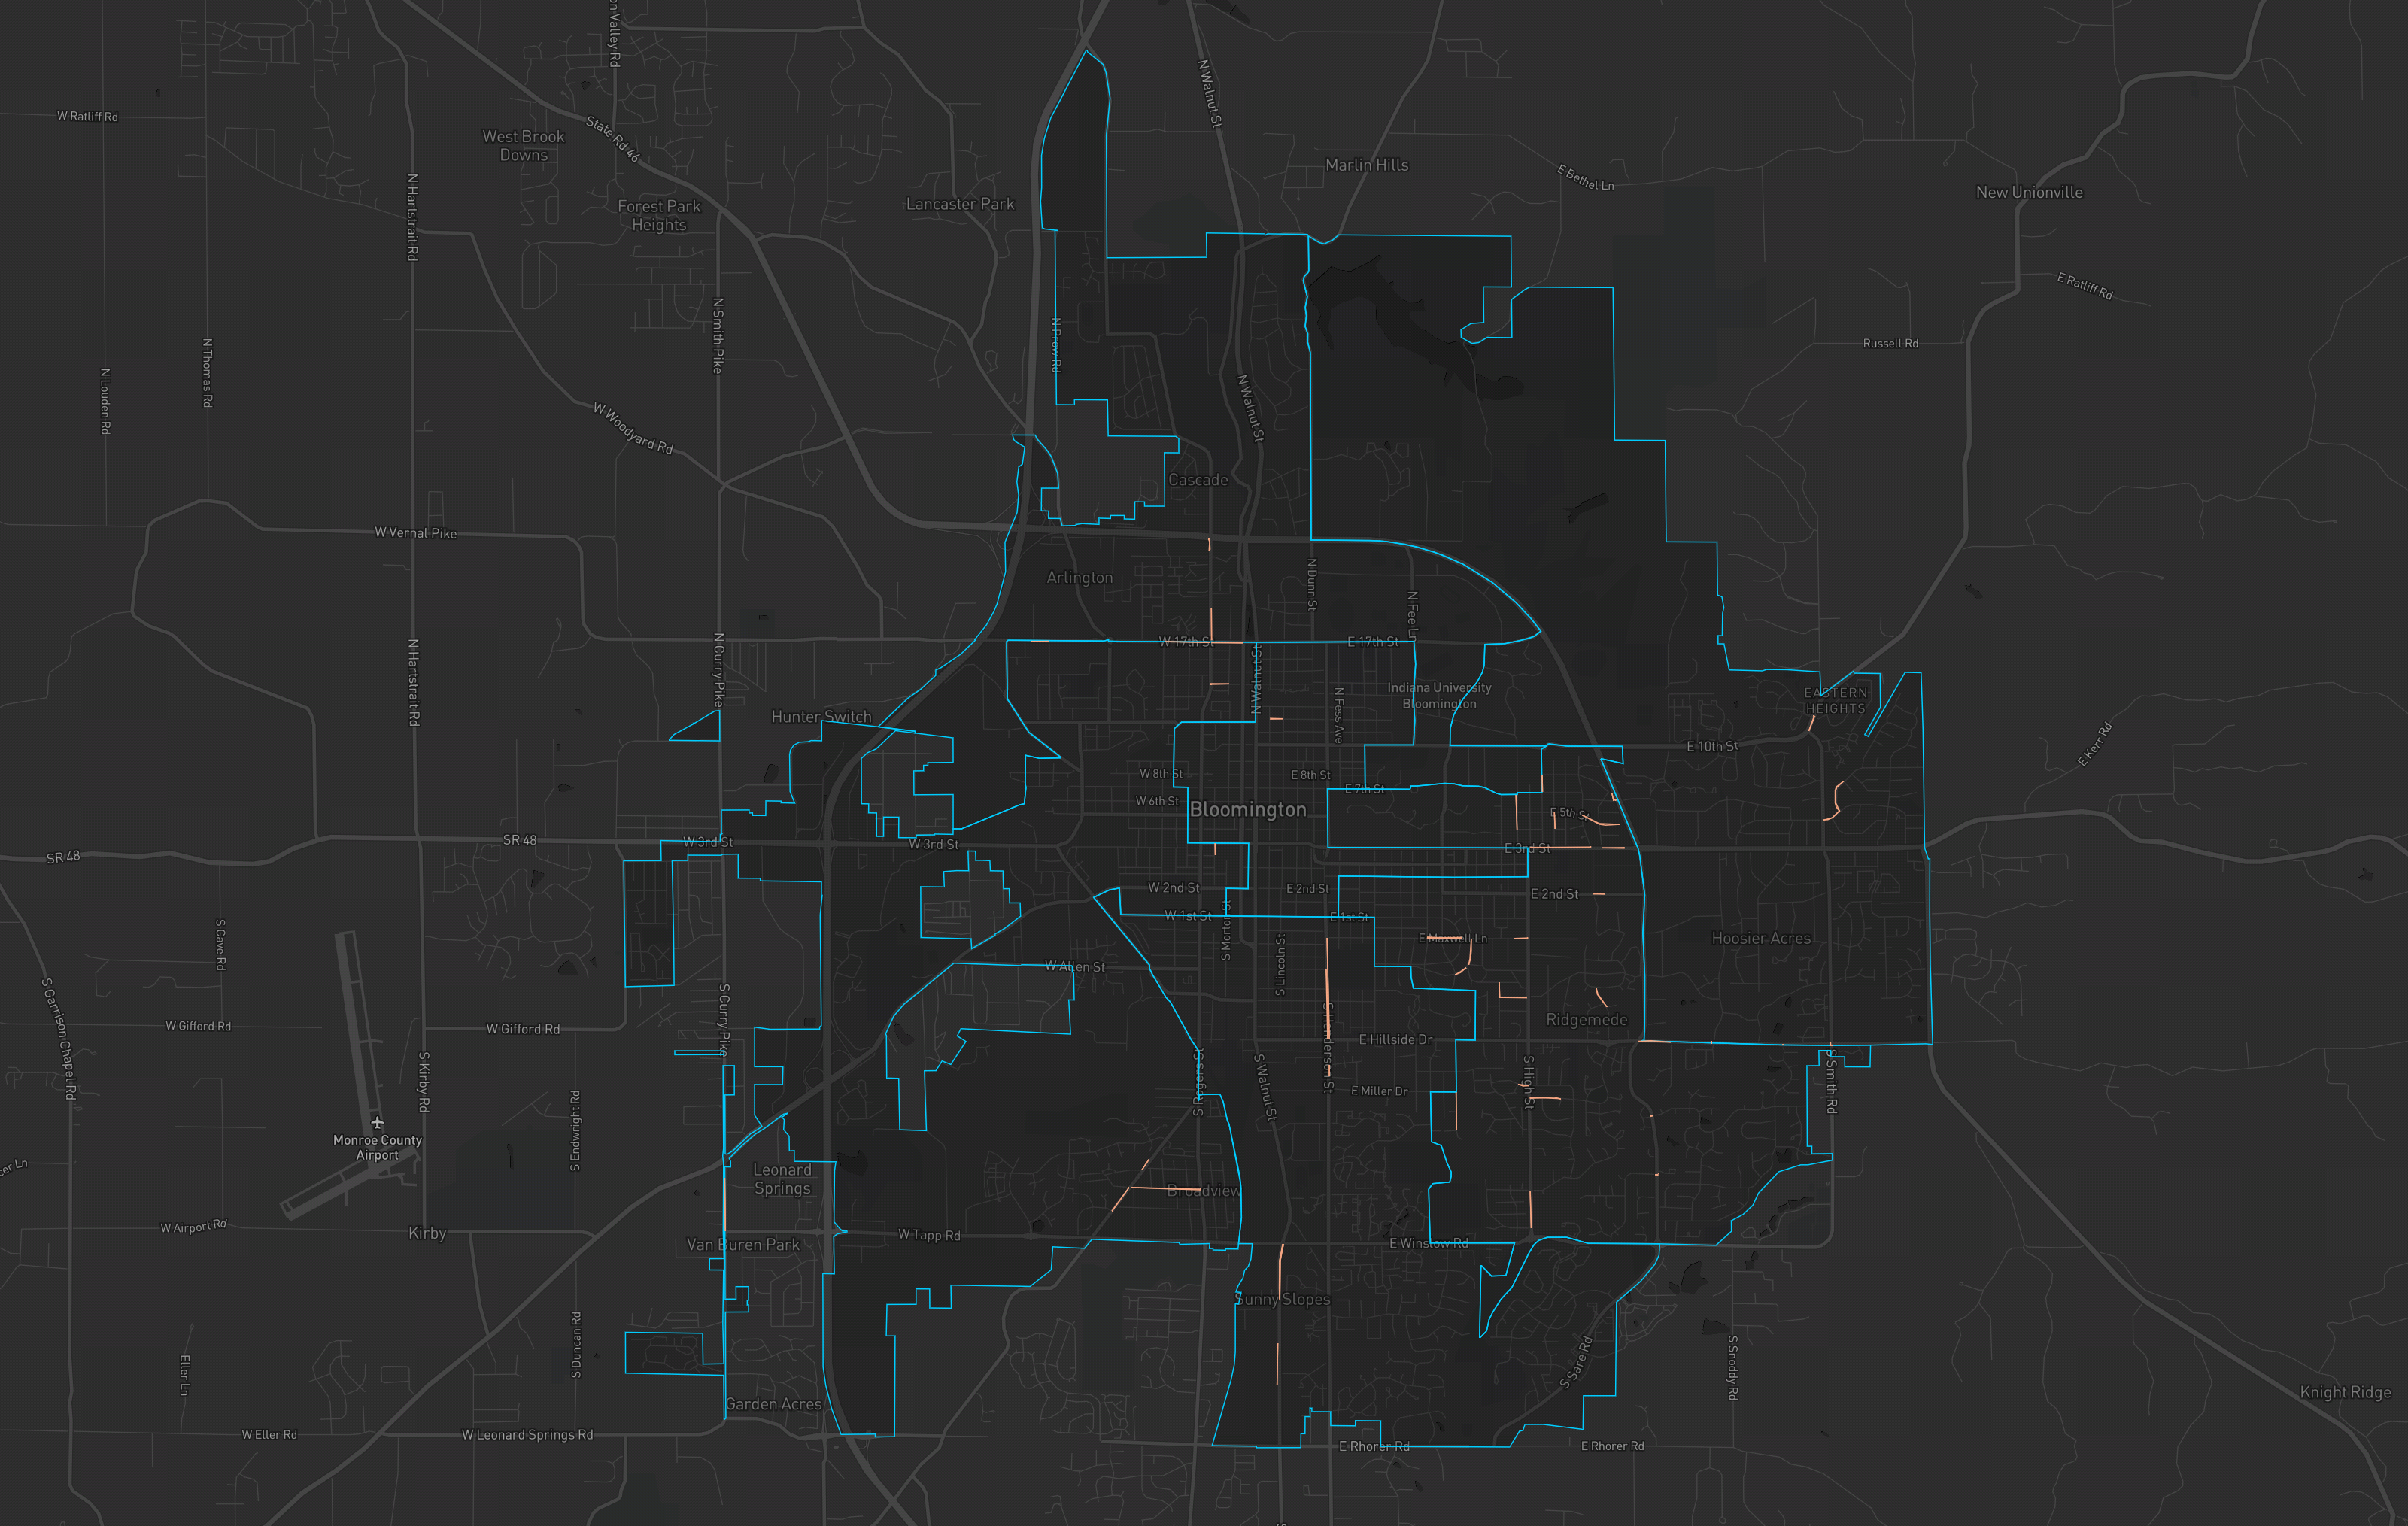 on Valley Rd
N Walnut St
W Ratliff Rd
State Rd 46
West Brook
Downs
Marlin Hills
E Bethel Ln
New Unionville
N Hartstrait Rd
Forest Park
Heights
Lancaster Park
E Ratliff Rd
N Smith Pike
N Prow Rd
Russell Rd
N Thomas Rd
N Louden Rd
N Walnut St
W Woodyard Rd
Cascade
W Vernal Pike
Arlington
N Dunn St
N Fee Ln
W 17th St
E 17th St
N Curry Pike
N Hartstrait Rd
N Walnut St
Indiana University
Bloomington
EASTERN
HEIGHTS
Hunter Switch
N Fess Ave
E 10th St
E Kerr Rd
W 8th St
E 8th St
E 7th St
W 6th St
Bloomington
E 5th St
SR 48
W 3rd St
W 3rd St
E 3rd St
SR 48
W 2nd St
E 2nd St
E 2nd St
W 1st St
E 1st St
S Cave Rd
S Morton St
E Maxwell Ln
Hoosier Acres
S Lincoln St
W Allen St
S Garrison Chapel Rd
S Curry Pike
W Gifford Rd
W Gifford Rd
S Henderson St
Ridgemede
E Hillside Dr
S Kirby Rd
S Rogers St
S Walnut St
S High St
S Smith Rd
E Miller Dr
S Endwright Rd
Monroe County
Airport
cer Ln
Leonard
Springs
Broadview
W Airport Rd
Kirby
W Tapp Rd
Van Buren Park
E Winslow Rd
Sunny Slopes
S Duncan Rd
Eller Ln
S Sare Rd
S Snoddy Rd
Knight Ridge
Garden Acres
W Eller Rd
W Leonard Springs Rd
E Rhorer Rd
E Rhorer Rd